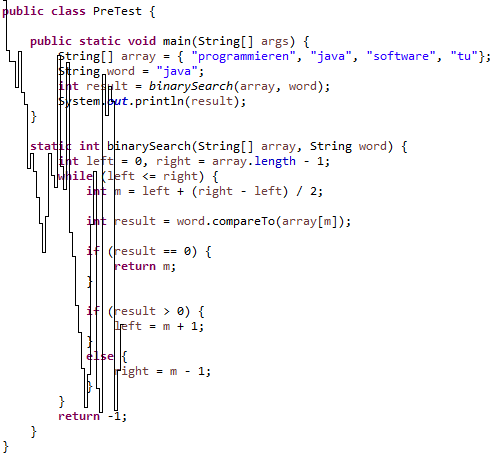 public class PreTest {
public static void main(String[] args) {
String[] array = { "programmieren", "java", "software", "tu"};
String word = "java";
int result = binarySearch(array, word);
System.out.println(result);
}
static int binarySearch(String[] array, String word) {
int left = 0, right = array.length - 1;
while (left <= right) {
int m = left + (right - left) / 2;
int result = word.compareTo(array[m]);
if (result == 0) {
return m;
}
if (result > 0) {
left = m + 1;
}
else {
right = m - 1;
}
}
return -1;
}
}